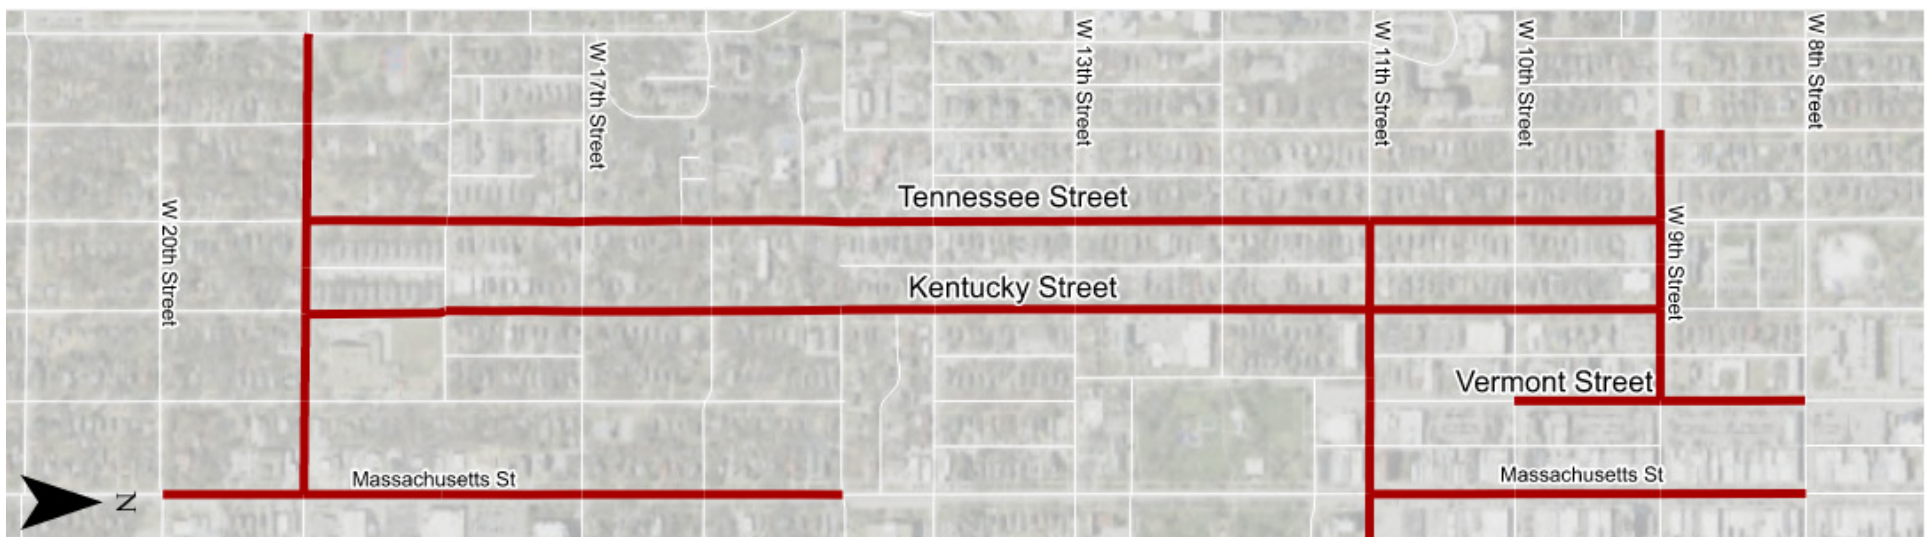 W 17th Street
W 13th Street
W 11th Street
W 10th Street
W 8th Street
Tennessee Street
W 20th Street
W 9th Street
Kentucky Street
Vermont Street
Massachusetts St
Massachusetts St
N